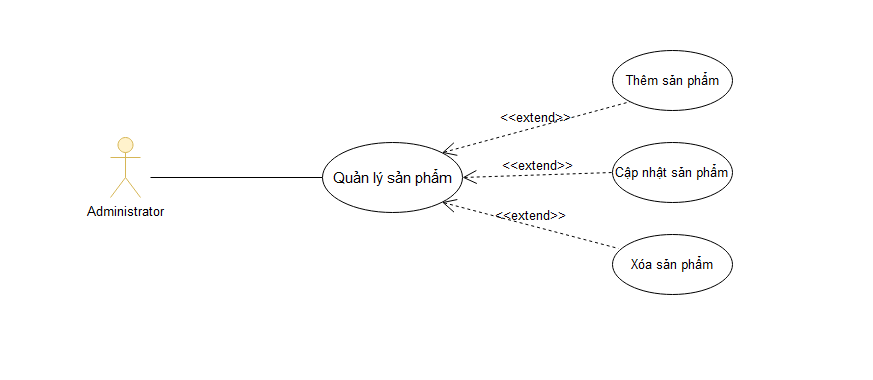 Thêm sản phẩm
<<extend>>
Quản lý sản phẩm
<<extend>>
Cập nhật sản phẩm
<<extend>>
Xóa sản phẩm
Administrator